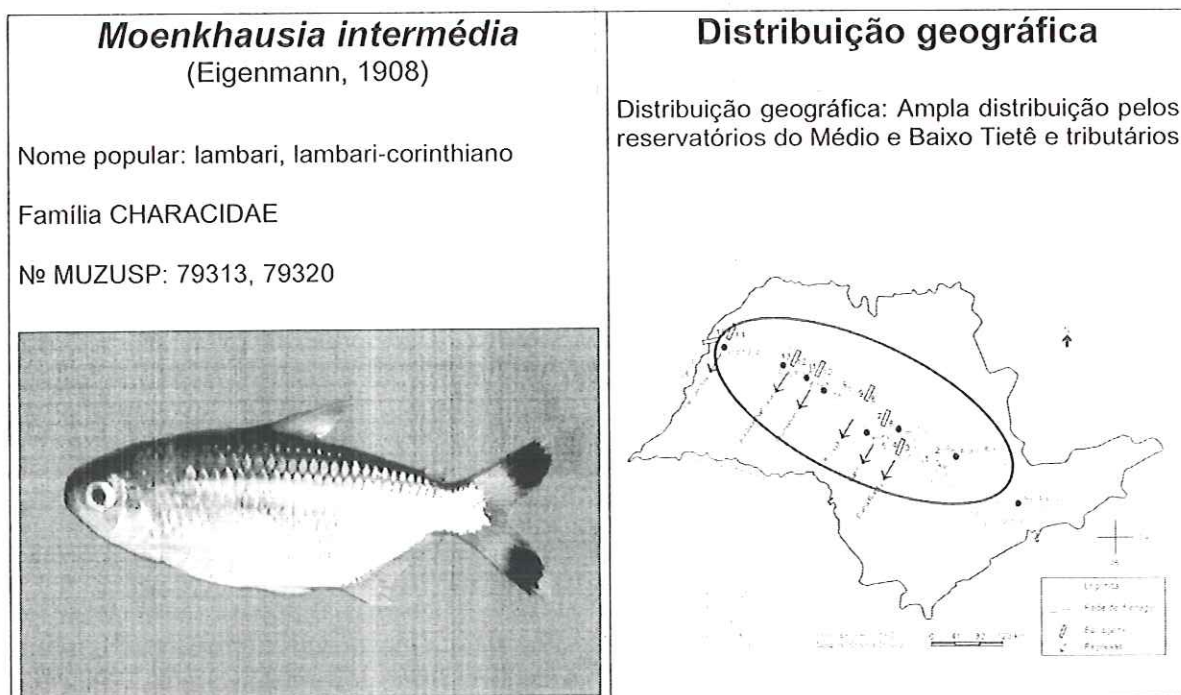 Moenkhausia intermédia
(Eigenmann, 1908)
Nome popular: lambari, lambari-corinthiano
Família CHARACIDAE
Nº MUZUSP: 79313, 79320
Distribuição geográfica
Distribuição geográfica: Ampla distribuição pelos
reservatórios do Médio e Baixo Tietê e tributários